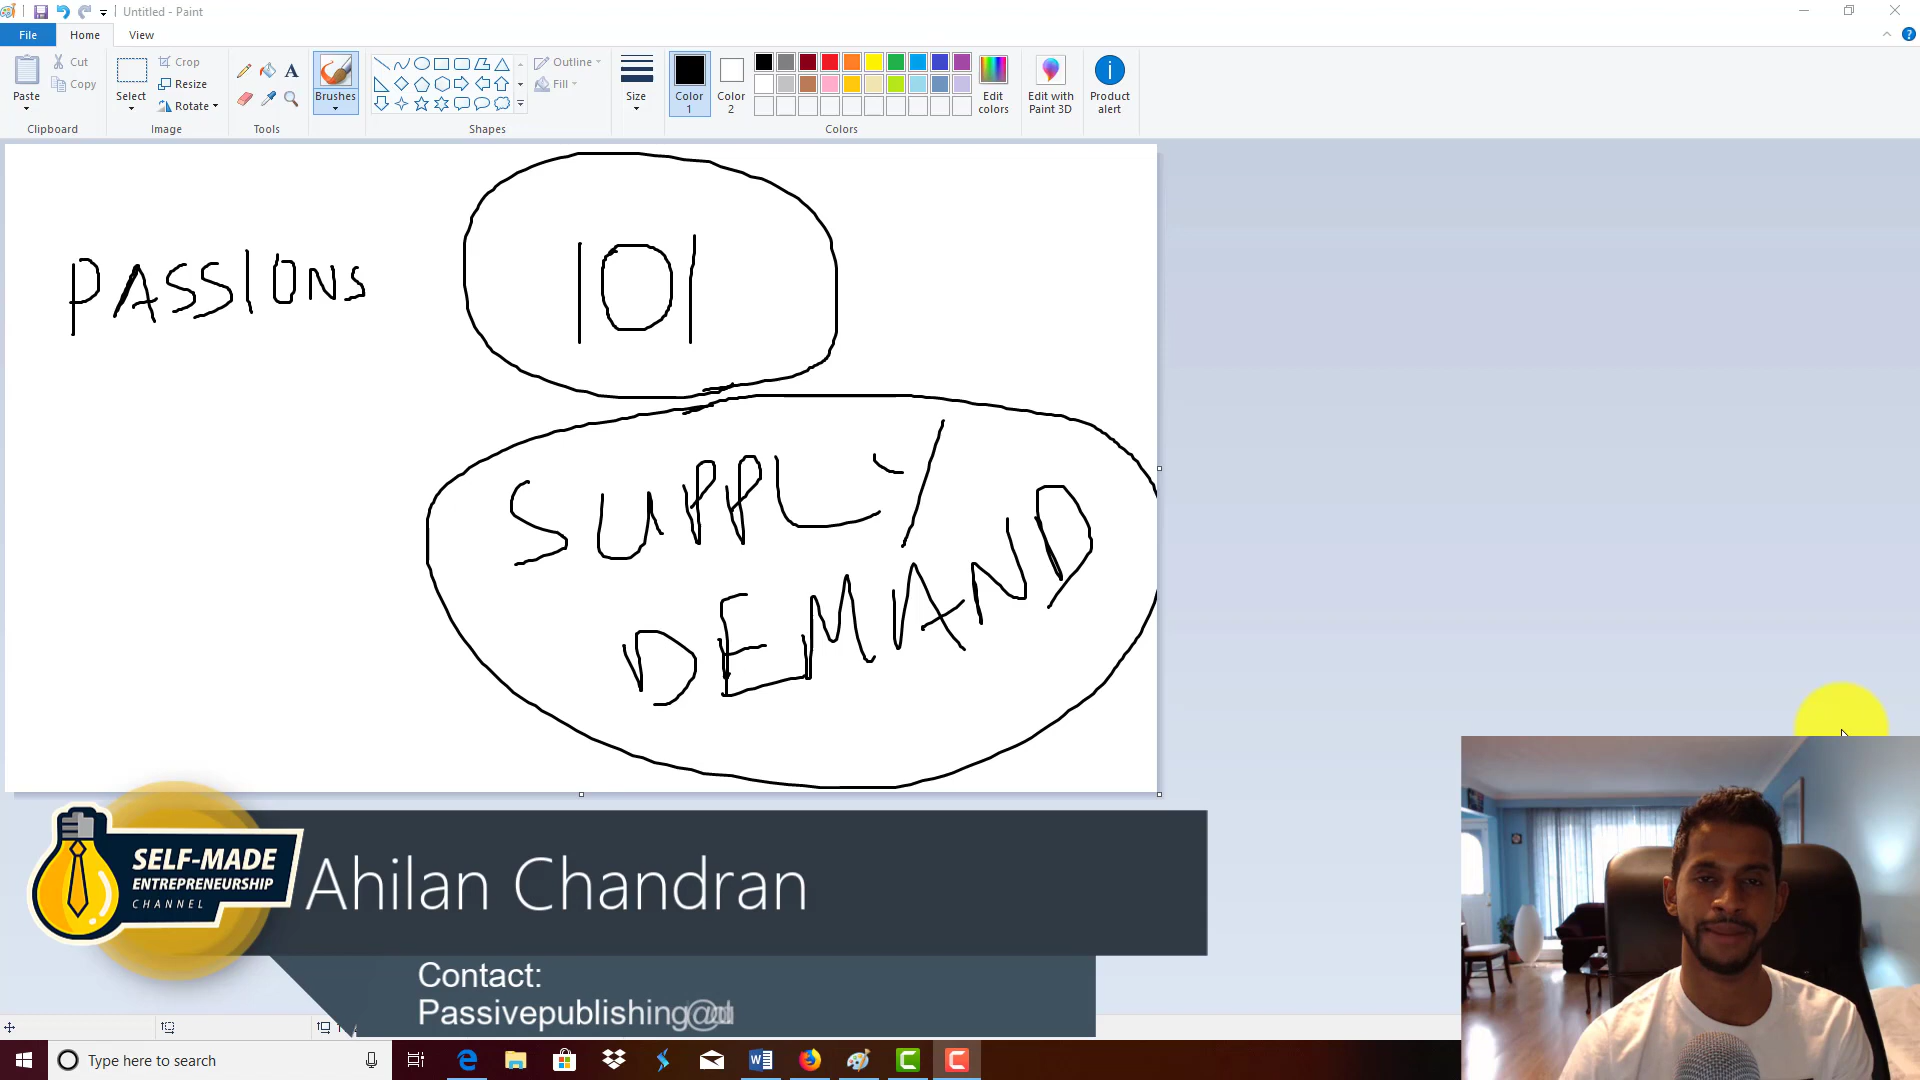 Untitled - Paint
File Home View
Paste
Cut
Copy
Clipboard
Select
Crop
Resize
Rotate
Image
Tools
Brushes
Shapes
Outline
Fill
Size
Color 1
Color 2
Colors
Edit colors
Edit with Paint 3D
Product alert
PASSIONS
101
SUPPLY/
DEMAND
SELF-MADE
ENTREPRENEURSHIP
CHANNEL
Ahilan Chandran
Contact:
Passivepublishing@
Type here to search